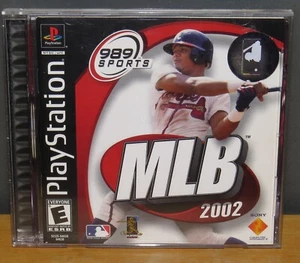 PlayStation
989
SPORTS
MLB
2002
EVERYONE
E
ESRB
SONY